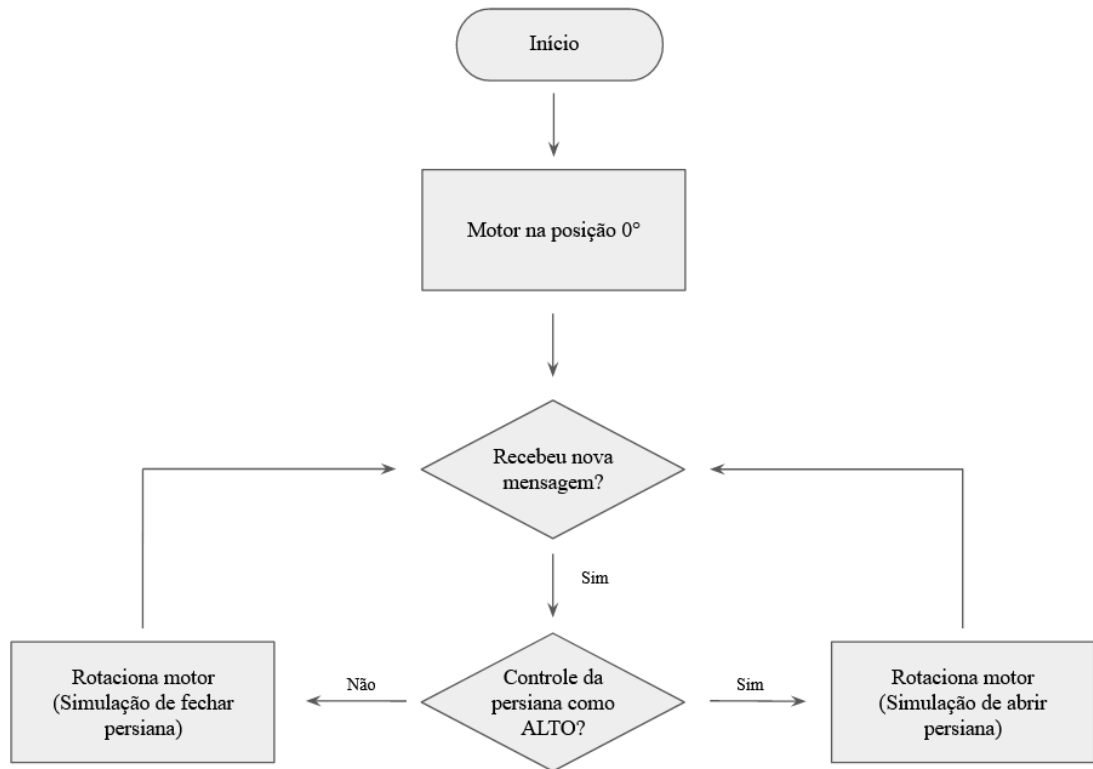 Início
Motor na posição 0°
Recebeu nova
mensagem?
Sim
Rotaciona motor
(Simulação de fechar
persiana)
Não
Controle da
persiana como
ALTO?
Sim
Rotaciona motor
(Simulação de abrir
persiana)